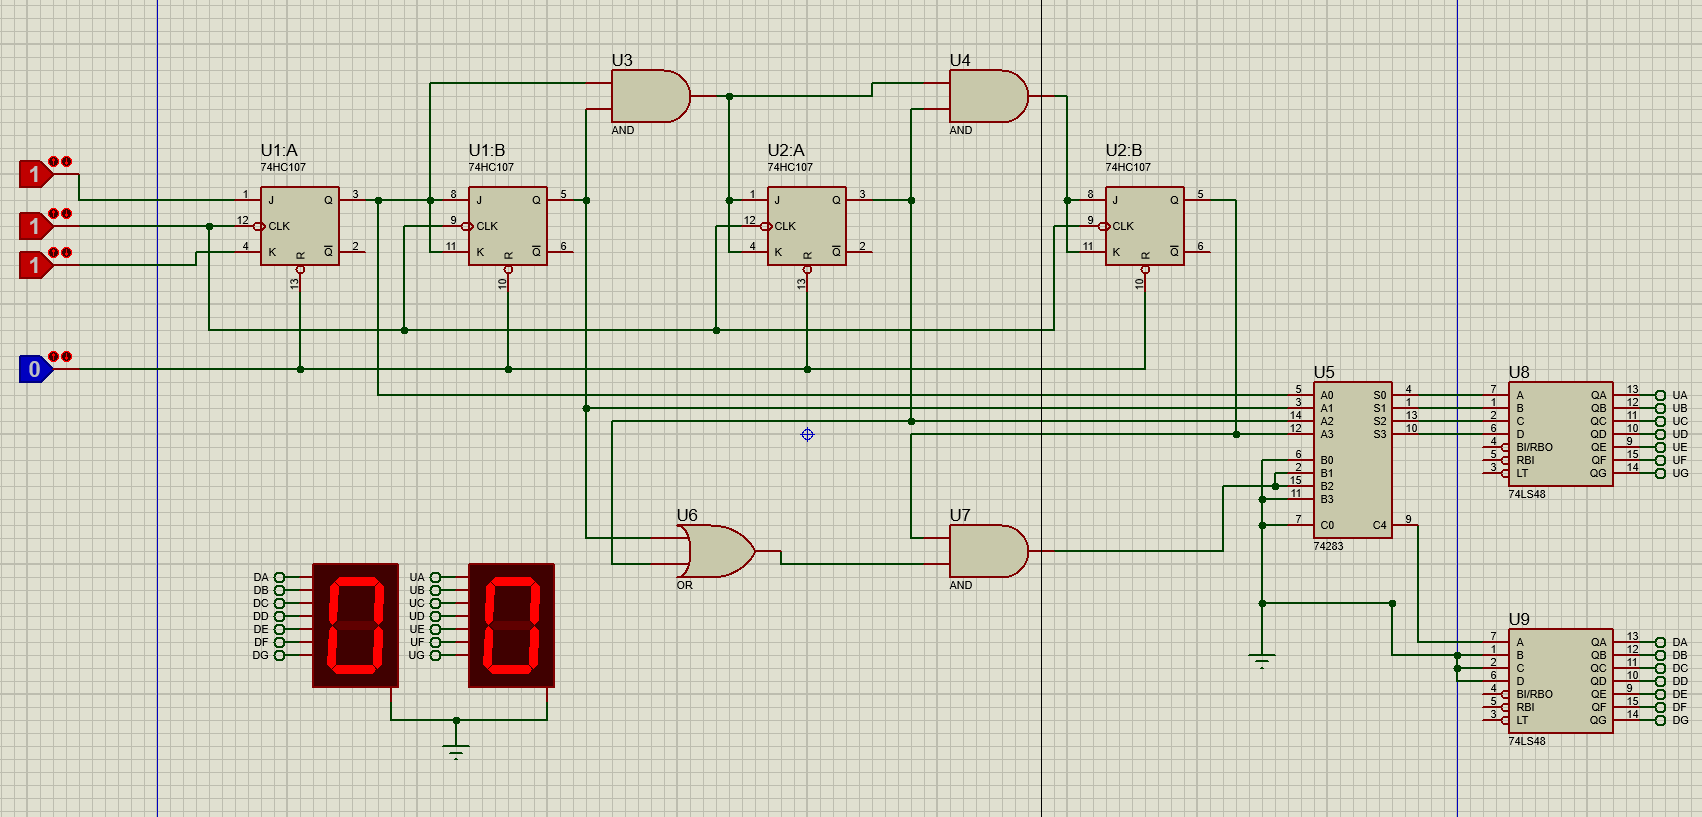 U3
AND
U4
AND
1
1
1
0
U1:A
74HC107
1 J Q 3
12 CLK
4 K Q 2
R
13
U1:B
74HC107
8 J Q 5
9 CLK
11 K Q 6
R
10
U2:A
74HC107
1 J Q 3
12 CLK
4 K Q 2
R
13
U2:B
74HC107
8 J Q 5
9 CLK
11 K Q 6
R
10
U5
5 A0 S0 4
3 A1 S1 1
14 A2 S2 13
12 A3 S3 10
6 B0
2 B1
15 B2
11 B3
7 C0 C4 9
74283
U8
7 A QA 13 UA
1 B QB 12 UB
2 C QC 11 UC
6 D QD 10 UD
4 BI/RBO QE 9 UE
5 RBI QF 15 UF
3 LT QG 14 UG
74LS48
U6
OR
U7
AND
DA
DB
DC
DD
DE
DF
DG
0
UA
UB
UC
UD
UE
UF
UG
0
U9
7 A QA 13 DA
1 B QB 12 DB
2 C QC 11 DC
6 D QD 10 DD
4 BI/RBO QE 9 DE
5 RBI QF 15 DF
3 LT QG 14 DG
74LS48